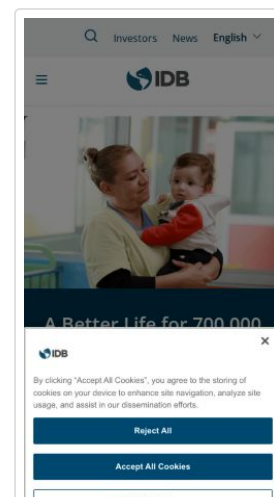 Investors News English
IDB
A Better Life for 700,000
IDB
By clicking "Accept All Cookies", you agree to the storing of
cookies on your device to enhance site navigation, analyze site
usage, and assist in our dissemination efforts.
Reject All
Accept All Cookies